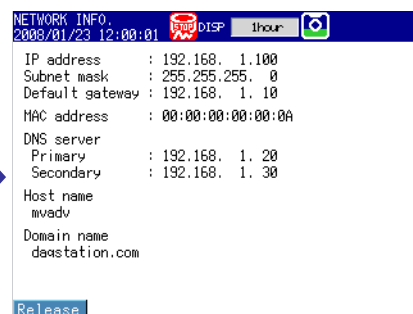 NETWORK INFO.
2008/01/23 12:00:01 STOP DISP 1hour
IP address : 192.168. 1.100
Subnet mask : 255.255.255. 0
Default gateway : 192.168. 1. 10
MAC address : 00:00:00:00:00:0A
DNS server
Primary : 192.168. 1. 20
Secondary : 192.168. 1. 30
Host name
mvadv
Domain name
daqstation.com
Release